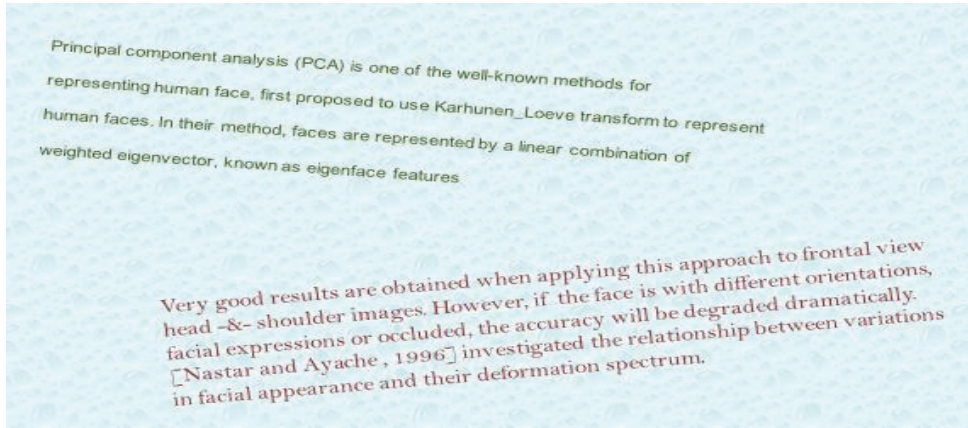 Principal component analysis (PCA) is one of the well-known methods for
representing human face, first proposed to use Karhunen_Loeve transform to represent
human faces. In their method, faces are represented by a linear combination of
weighted eigenvector, known as eigenface features
Very good results are obtained when applying this approach to frontal view
head -&- shoulder images. However, if the face is with different orientations,
facial expressions or occluded, the accuracy will be degraded dramatically.
[Nastar and Ayache , 1996] investigated the relationship between variations
in facial appearance and their deformation spectrum.